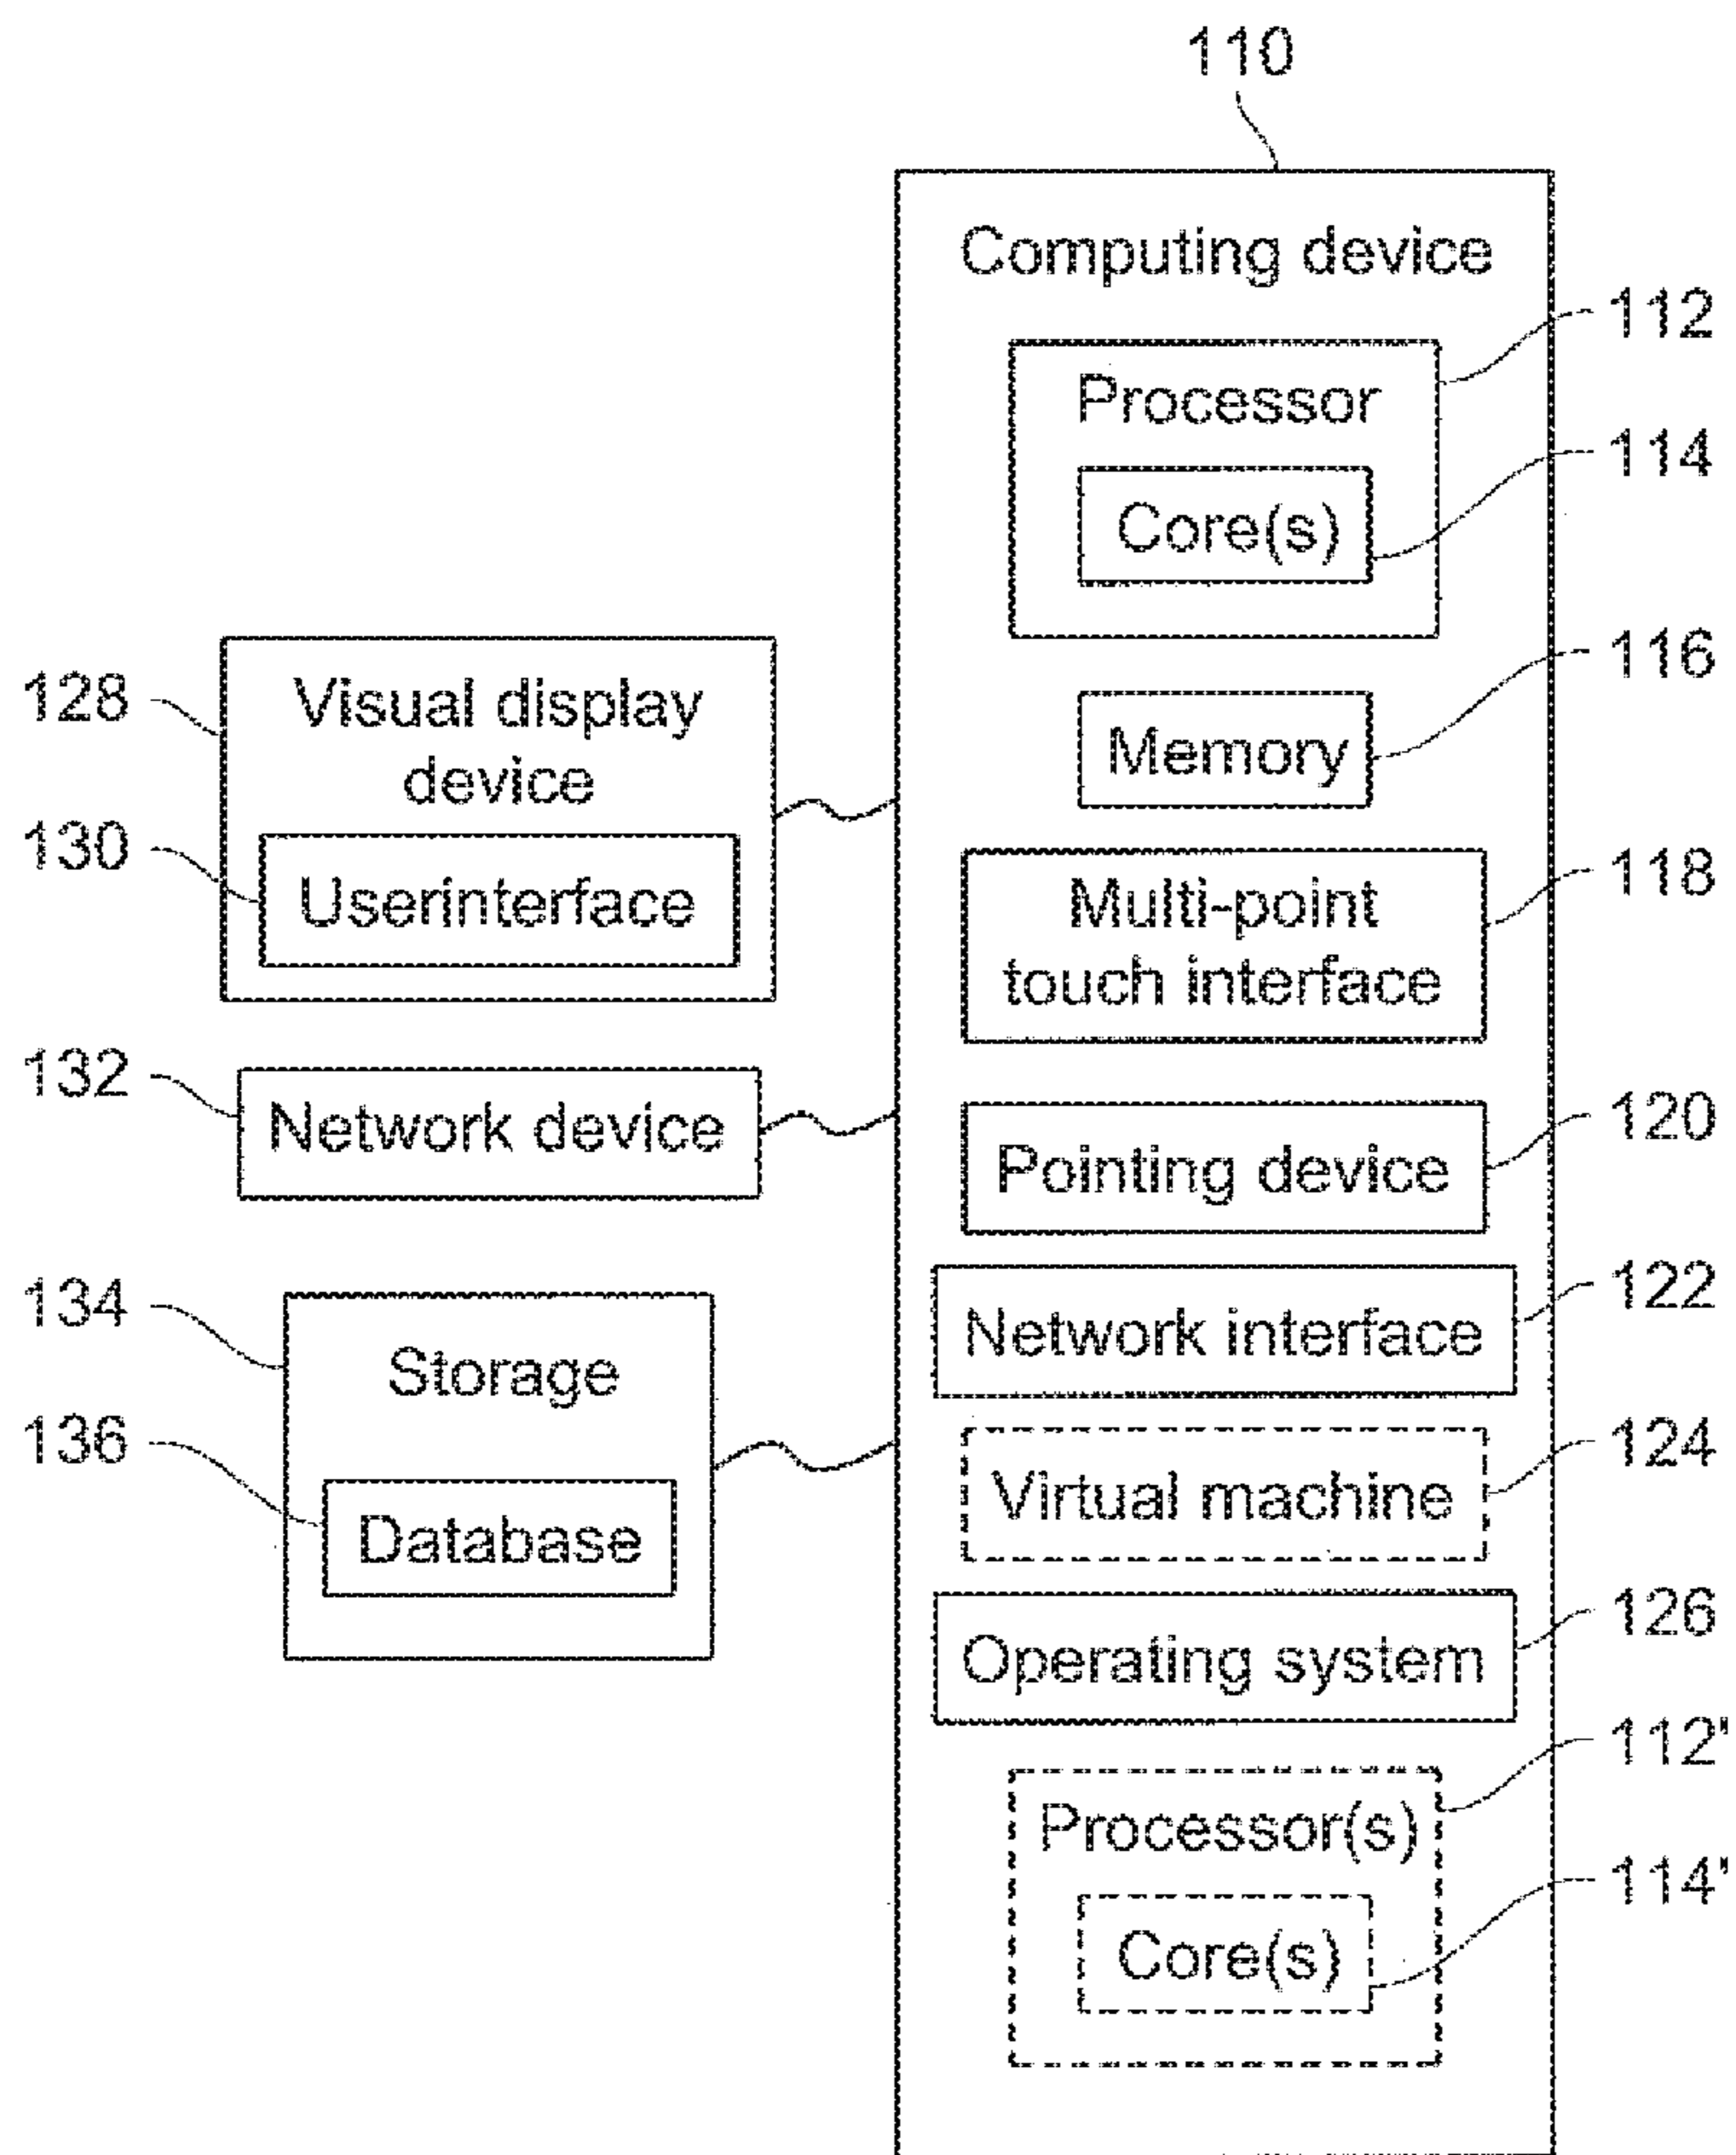 110
Computing device
112
Processor
114
Core(s)
116
Memory
128
Visual display
device
130
Userinterface
118
Multi-point
touch interface
132
Network device
120
Pointing device
122
Network interface
134
Storage
136
Database
124
Virtual machine
126
Operating system
112'
Processor(s)
114'
Core(s)